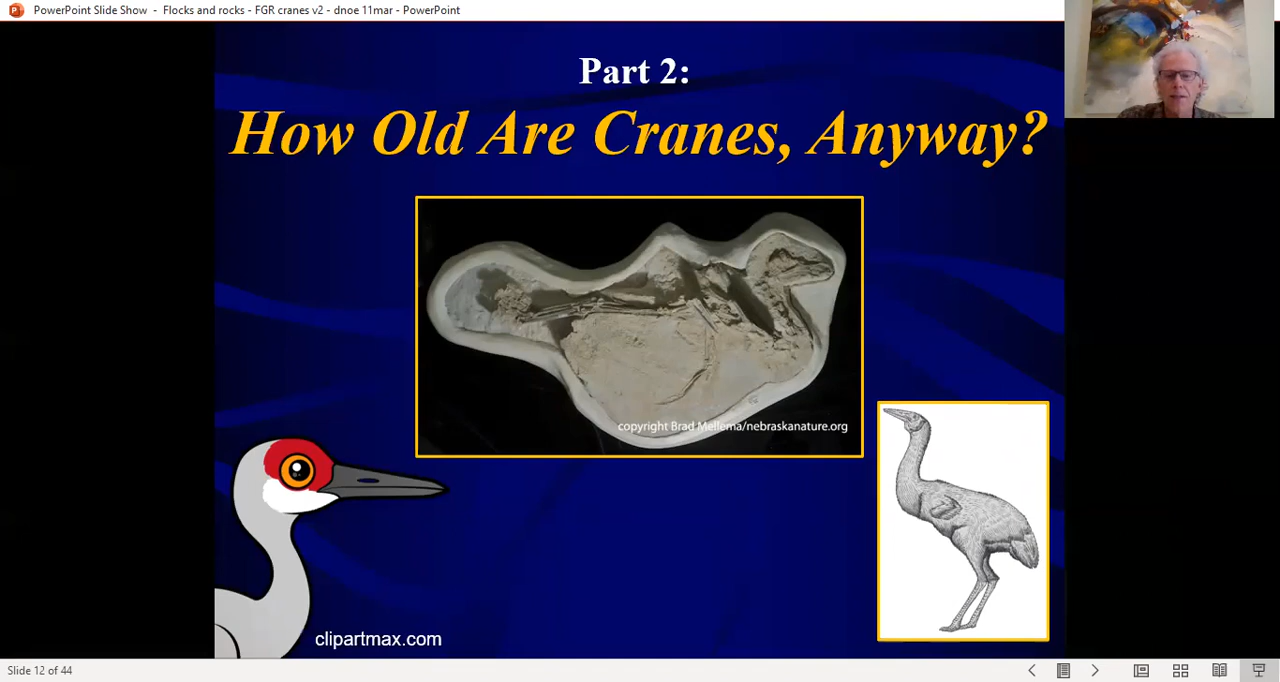 PowerPoint Slide Show - Flocks and rocks - FGR cranes v2 - dnoe 11mar - PowerPoint
Part 2:
How Old Are Cranes, Anyway?
copyright Brad Mellema/nebraskanature.org
clipartmax.com
Slide 12 of 44